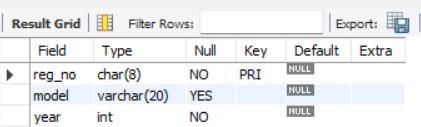 Result Grid Filter Rows: Export:
Field Type Null Key Default Extra
reg_no char(8) NO PRI NULL
model varchar(20) YES NULL
year int NO NULL